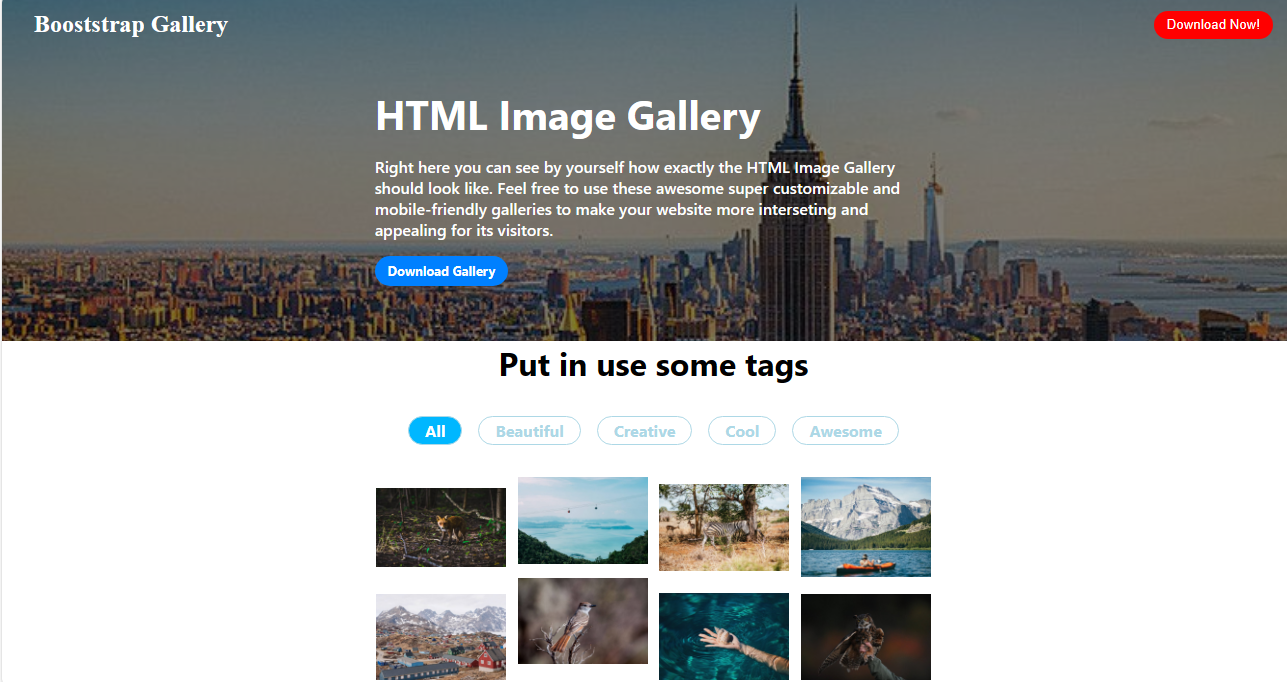 Booststrap Gallery
Download Now!
HTML Image Gallery
Right here you can see by yourself how exactly the HTML Image Gallery
should look like. Feel free to use these awesome super customizable and
mobile-friendly galleries to make your website more interseting and
appealing for its visitors.
Download Gallery
Put in use some tags
All
Beautiful
Creative
Cool
Awesome